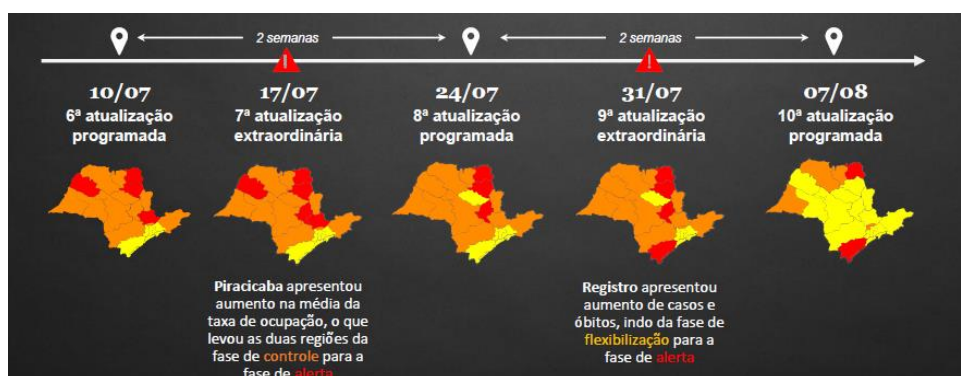 2 semanas
2 semanas
10/07
6ª atualização
programada
17/07
7ª atualização
extraordinária
24/07
8ª atualização
programada
31/07
9ª atualização
extraordinária
07/08
10ª atualização
programada
Piracicaba apresentou
aumento na média da
taxa de ocupação, o que
levou as duas regiões da
fase de controle para a
fase de alerta
Registro apresentou
aumento de casos e
óbitos, indo da fase de
flexibilização para a
fase de alerta